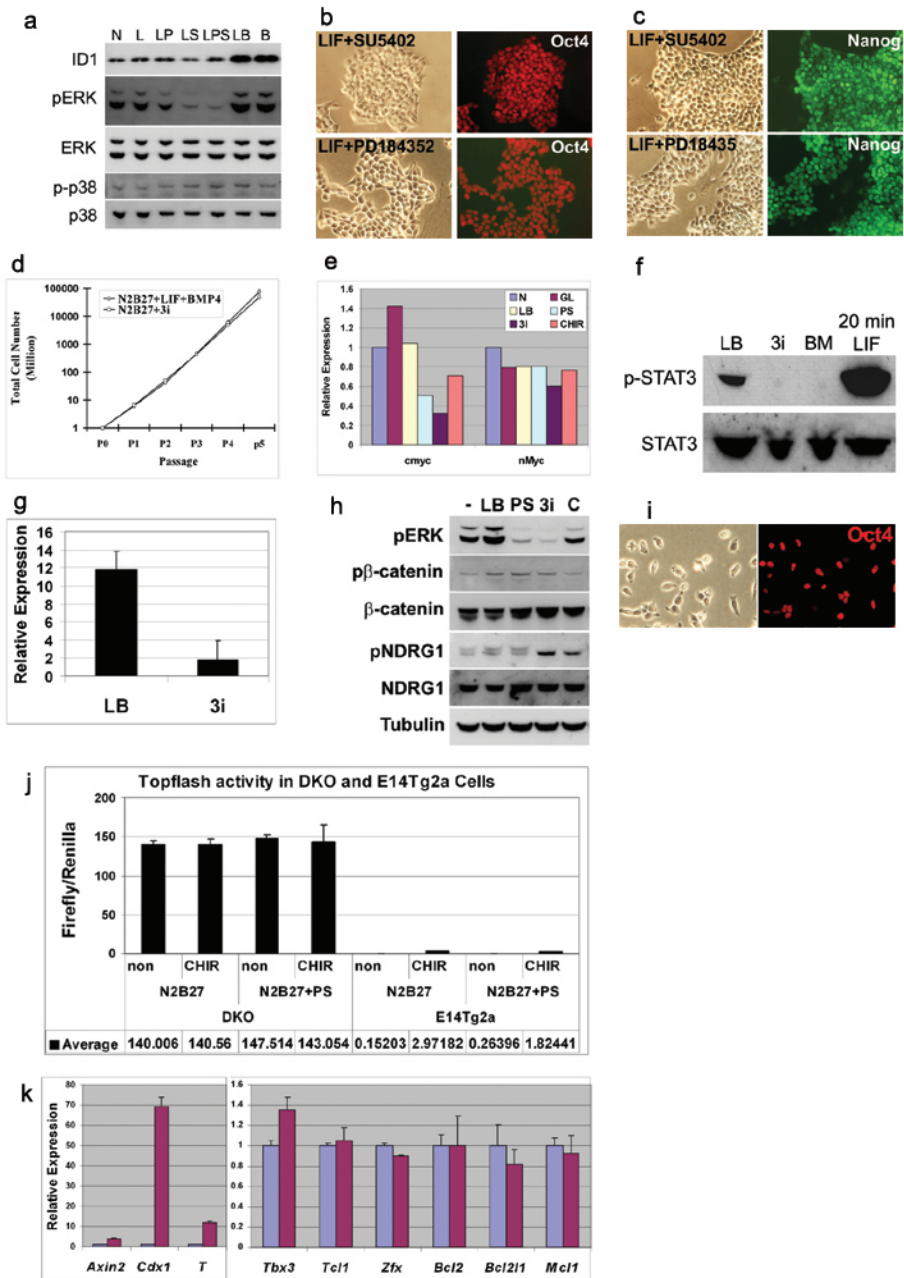 a
N L LP LS LPS LB B
ID1
pERK
ERK
p-p38
p38
b
LIF+SU5402
Oct4
LIF+PD184352
Oct4
c
LIF+SU5402
Nanog
LIF+PD18435
Nanog
d
Total Cell Number
(Million)
100000
10000
1000
100
10
1
N2B27+LIF+BMP4
N2B27+3i
P0 P1 P2 P3 P4 p5
Passage
e
Relative Expression
1.6
1.4
1.2
1
0.8
0.6
0.4
0.2
0
N GL
LB PS
3I CHIR
cmyc nMyc
f
20 min
LB 3i BM LIF
p-STAT3
STAT3
g
Relative Expression
16
14
12
10
8
6
4
2
0
LB 3i
h
- LB PS 3i C
pERK
pβ-catenin
β-catenin
pNDRG1
NDRG1
Tubulin
i
Oct4
j
Topflash activity in DKO and E14Tg2a Cells
Firefly/Renilla
200
150
100
50
0
non CHIR non CHIR non CHIR non CHIR
N2B27 N2B27+PS N2B27 N2B27+PS
DKO E14Tg2a
Average 140.006 140.56 147.514 143.054 0.15203 2.97182 0.26396 1.82441
k
Relative Expression
80
70
60
50
40
30
20
10
0
Axin2 Cdx1 T
1.6
1.4
1.2
1
0.8
0.6
0.4
0.2
0
Tbx3 Tcl1 Zfx Bcl2 Bcl2l1 Mcl1